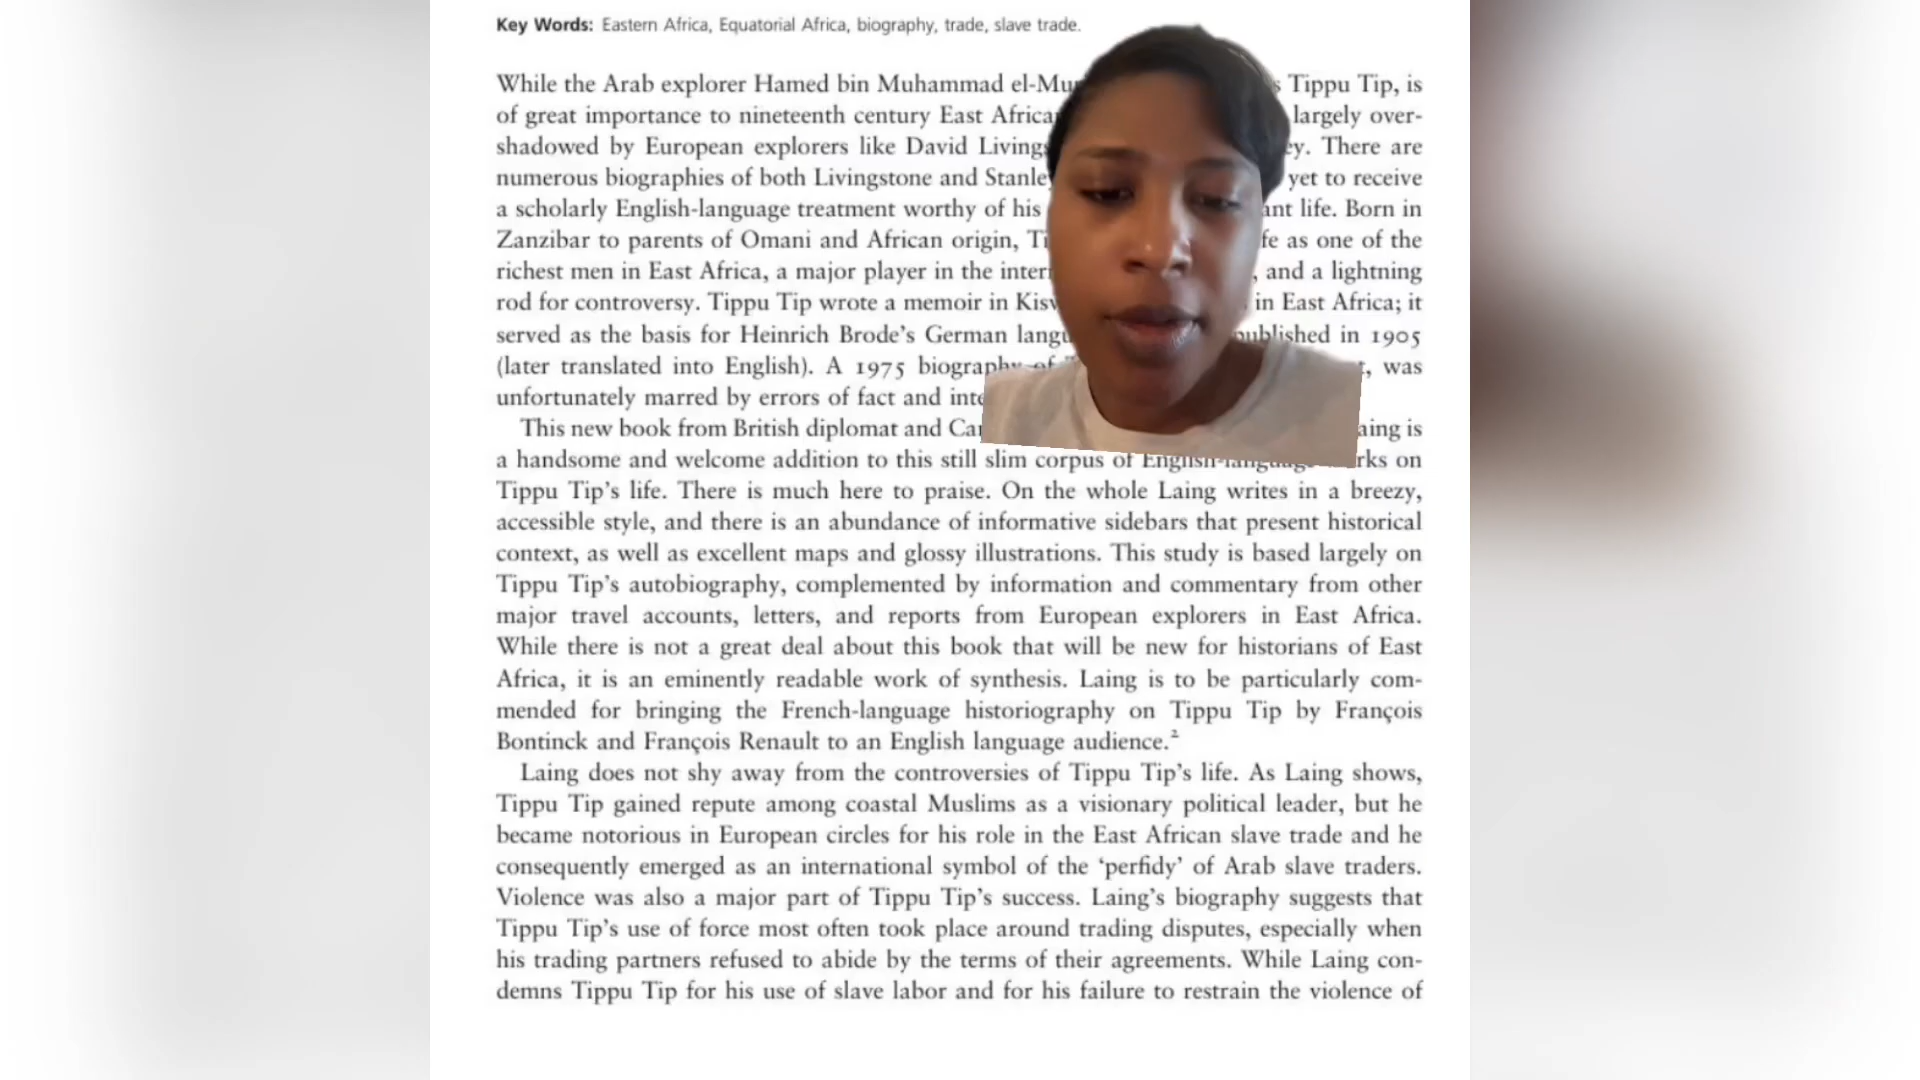 Key Words: Eastern Africa, Equatorial Africa, biography, trade, slave trade.
While the Arab explorer Hamed bin Muhammad Tippu Tip, is
of great importance to nineteenth century East largely over-
shadowed by European explorers like David There are
numerous biographies of both Livingstone and yet to receive
a scholarly English-language treatment worthy of his life. Born in
Zanzibar to parents of Omani and African origin, as one of the
richest men in East Africa, a major player in the , and a lightning
rod for controversy. Tippu Tip wrote a memoir in in East Africa; it
served as the basis for Heinrich Brode’s German published in 1905
(later translated into English). A 1975 biography of , was
unfortunately marred by errors of fact and
This new book from British diplomat and is
a handsome and welcome addition to this still slim corpus of English-language on
Tippu Tip’s life. There is much here to praise. On the whole Laing writes in a breezy,
accessible style, and there is an abundance of informative sidebars that present historical
context, as well as excellent maps and glossy illustrations. This study is based largely on
Tippu Tip’s autobiography, complemented by information and commentary from other
major travel accounts, letters, and reports from European explorers in East Africa.
While there is not a great deal about this book that will be new for historians of East
Africa, it is an eminently readable work of synthesis. Laing is to be particularly com-
mended for bringing the French-language historiography on Tippu Tip by François
Bontinck and François Renault to an English language audience.²
Laing does not shy away from the controversies of Tippu Tip’s life. As Laing shows,
Tippu Tip gained repute among coastal Muslims as a visionary political leader, but he
became notorious in European circles for his role in the East African slave trade and he
consequently emerged as an international symbol of the ‘perfidy’ of Arab slave traders.
Violence was also a major part of Tippu Tip’s success. Laing’s biography suggests that
Tippu Tip’s use of force most often took place around trading disputes, especially when
his trading partners refused to abide by the terms of their agreements. While Laing con-
demns Tippu Tip for his use of slave labor and for his failure to restrain the violence of